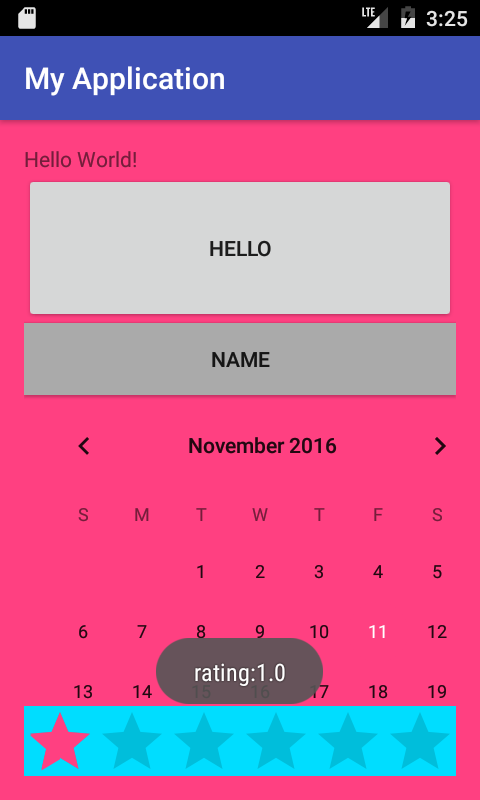 LTE 3:25
My Application
Hello World!
HELLO
NAME
November 2016
S M T W T F S
1 2 3 4 5
6 7 8 9 10 11 12
rating:1.0
13 14 15 16 17 18 19